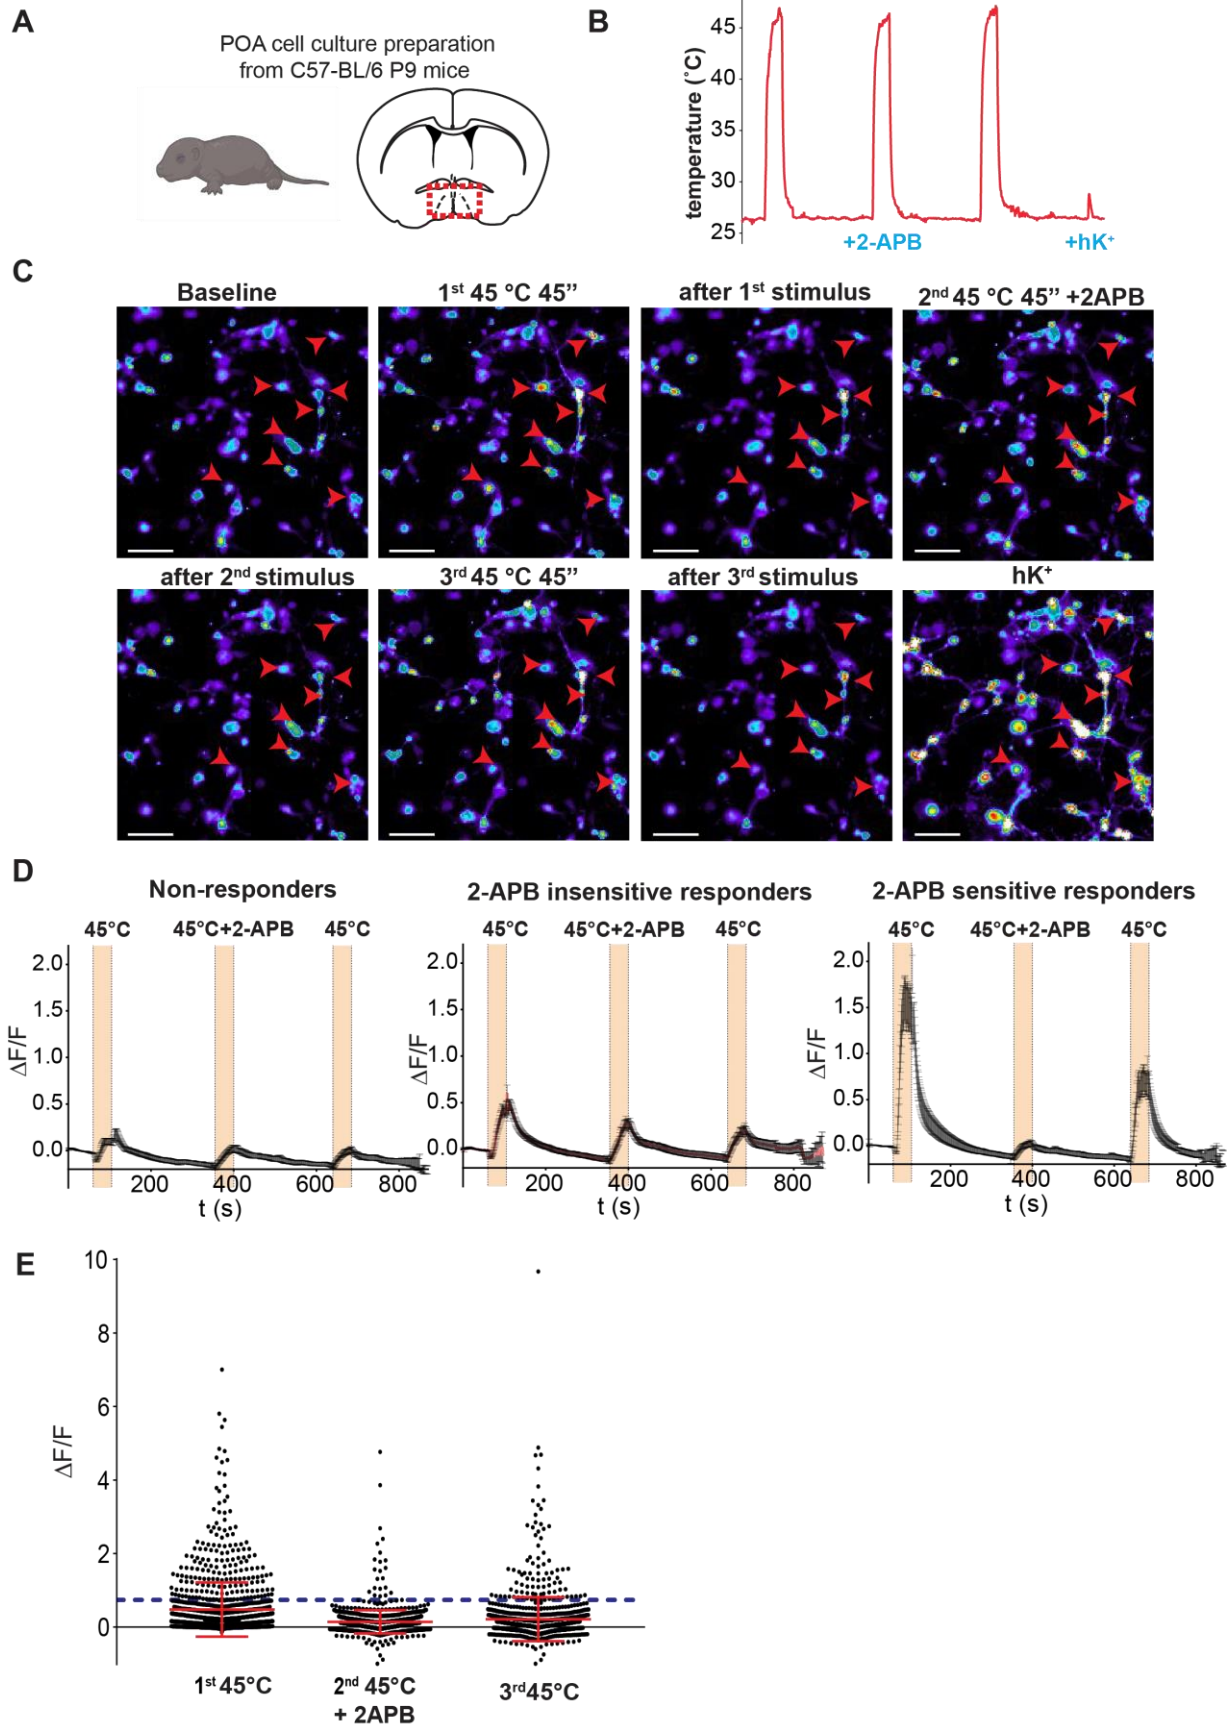 A
POA cell culture preparation
from C57-BL/6 P9 mice
B
temperature (˚C)
45
40
35
30
25
+2-APB
+hK⁺
C
Baseline
1ˢᵗ 45 °C 45”
after 1ˢᵗ stimulus
2ⁿᵈ 45 °C 45” +2APB
after 2ⁿᵈ stimulus
3ʳᵈ 45 °C 45”
after 3ʳᵈ stimulus
hK⁺
D
Non-responders
45°C 45°C+2-APB 45°C
ΔF/F
2.0
1.5
1.0
0.5
0.0
200 400 600 800
t (s)
2-APB insensitive responders
45°C 45°C+2-APB 45°C
ΔF/F
2.0
1.5
1.0
0.5
0.0
200 400 600 800
t (s)
2-APB sensitive responders
45°C 45°C+2-APB 45°C
ΔF/F
2.0
1.5
1.0
0.5
0.0
200 400 600 800
t (s)
E
ΔF/F
10
8
6
4
2
0
1ˢᵗ 45°C
2ⁿᵈ 45°C
+ 2APB
3ʳᵈ45°C